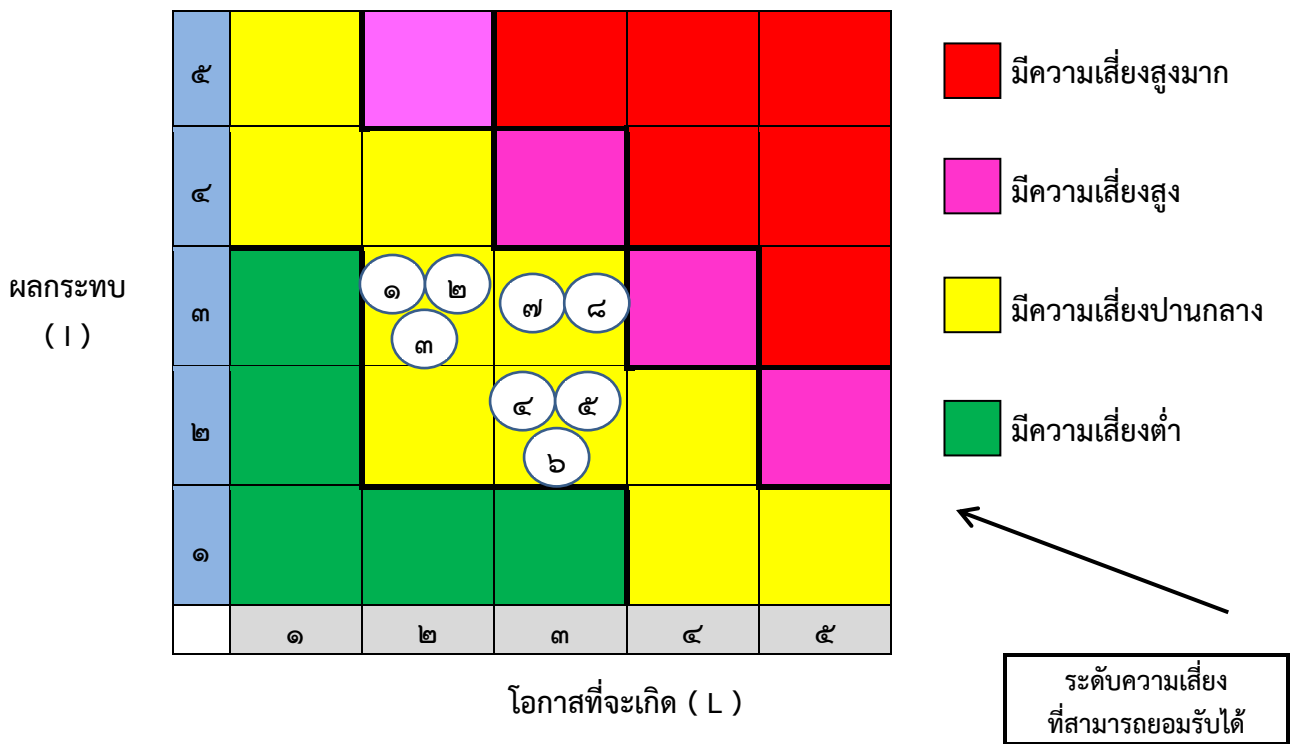 ๕
มีความเสี่ยงสูงมาก
๔
มีความเสี่ยงสูง
ผลกระทบ
( I )
๓
๑
๒
๓
๗
๘
มีความเสี่ยงปานกลาง
๒
๔
๕
๖
มีความเสี่ยงต่ำ
๑
๑
๒
๓
๔
๕
โอกาสที่จะเกิด ( L )
ระดับความเสี่ยง
ที่สามารถยอมรับได้